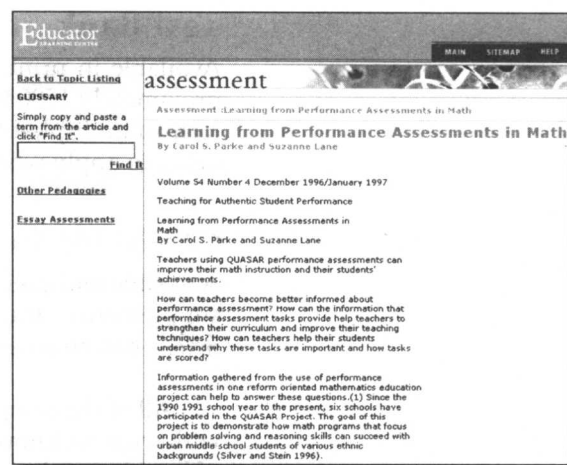 Educator
LEARNING CENTER
MAIN SITEMAP HELP
Back to Topic Listing
GLOSSARY
Simply copy and paste a
term from the article and
click "Find It".
Find It
Other Pedagogies
Essay Assessments
assessment
Assessment :Learning from Performance Assessments in Math
Learning from Performance Assessments in Math
By Carol S. Parke and Suzanne Lane
Volume 54 Number 4 December 1996/January 1997
Teaching for Authentic Student Performance
Learning from Performance Assessments in
Math
By Carol S. Parke and Suzanne Lane
Teachers using QUASAR performance assessments can
improve their math instruction and their students'
achievements.
How can teachers become better informed about
performance assessment? How can the information that
performance assessment tasks provide help teachers to
strengthen their curriculum and improve their teaching
techniques? How can teachers help their students
understand why these tasks are important and how tasks
are scored?
Information gathered from the use of performance
assessments in one reform oriented mathematics education
project can help to answer these questions.(1) Since the
1990 1991 school year to the present, six schools have
participated in the QUASAR Project. The goal of this
project is to demonstrate how math programs that focus
on problem solving and reasoning skills can succeed with
urban middle school students of various ethnic
backgrounds (Silver and Stein 1996).